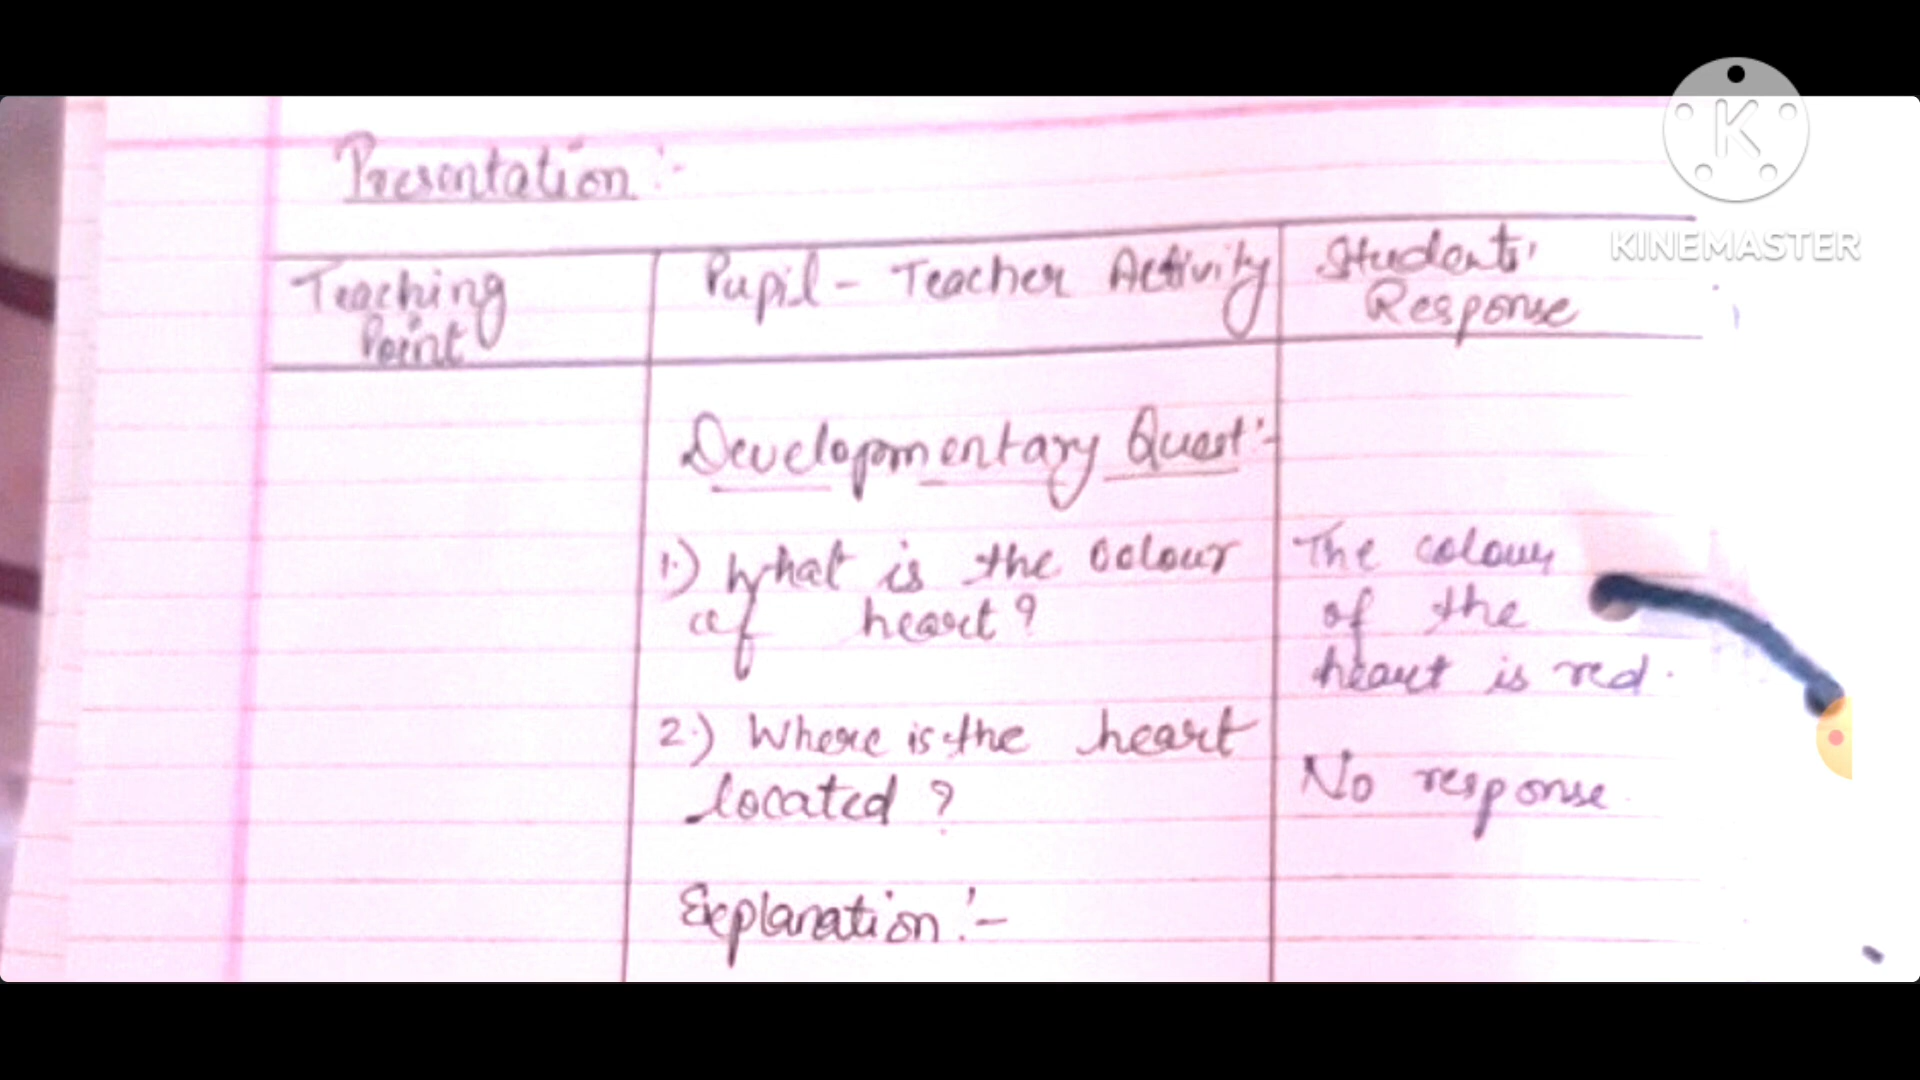 Presentation :-
Teaching
Point
Pupil - Teacher Activity
Students'
Response
Developmentary Quest :-
1.) What is the colour
of heart ?
The colour
of the
heart is red.
2.) Where is the heart
located ?
No response
Explanation :-
K
KINEMASTER